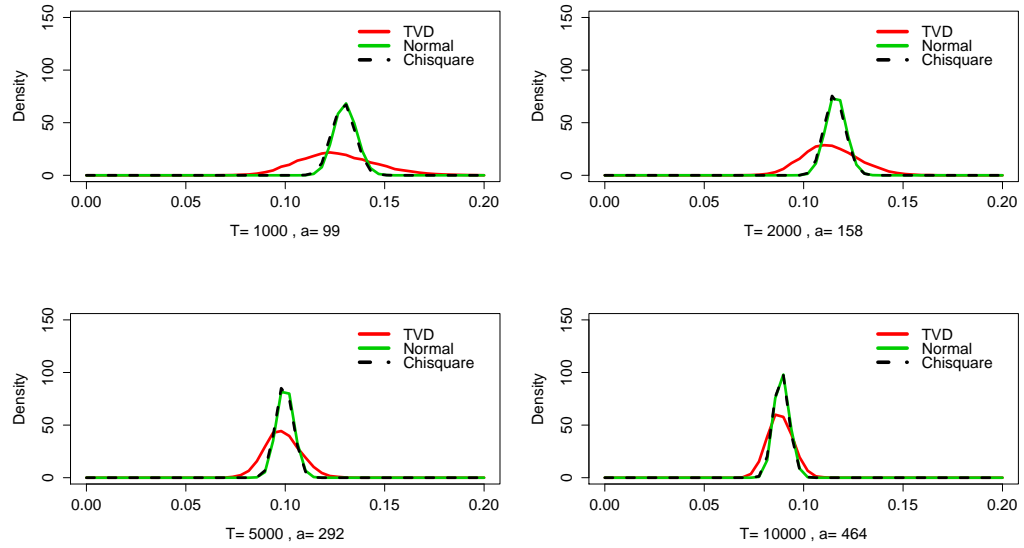 150
100
50
0
Density
TVD
Normal
Chisquare
0.00 0.05 0.10 0.15 0.20
T= 1000 , a= 99
150
100
50
0
Density
TVD
Normal
Chisquare
0.00 0.05 0.10 0.15 0.20
T= 2000 , a= 158
150
100
50
0
Density
TVD
Normal
Chisquare
0.00 0.05 0.10 0.15 0.20
T= 5000 , a= 292
150
100
50
0
Density
TVD
Normal
Chisquare
0.00 0.05 0.10 0.15 0.20
T= 10000 , a= 464